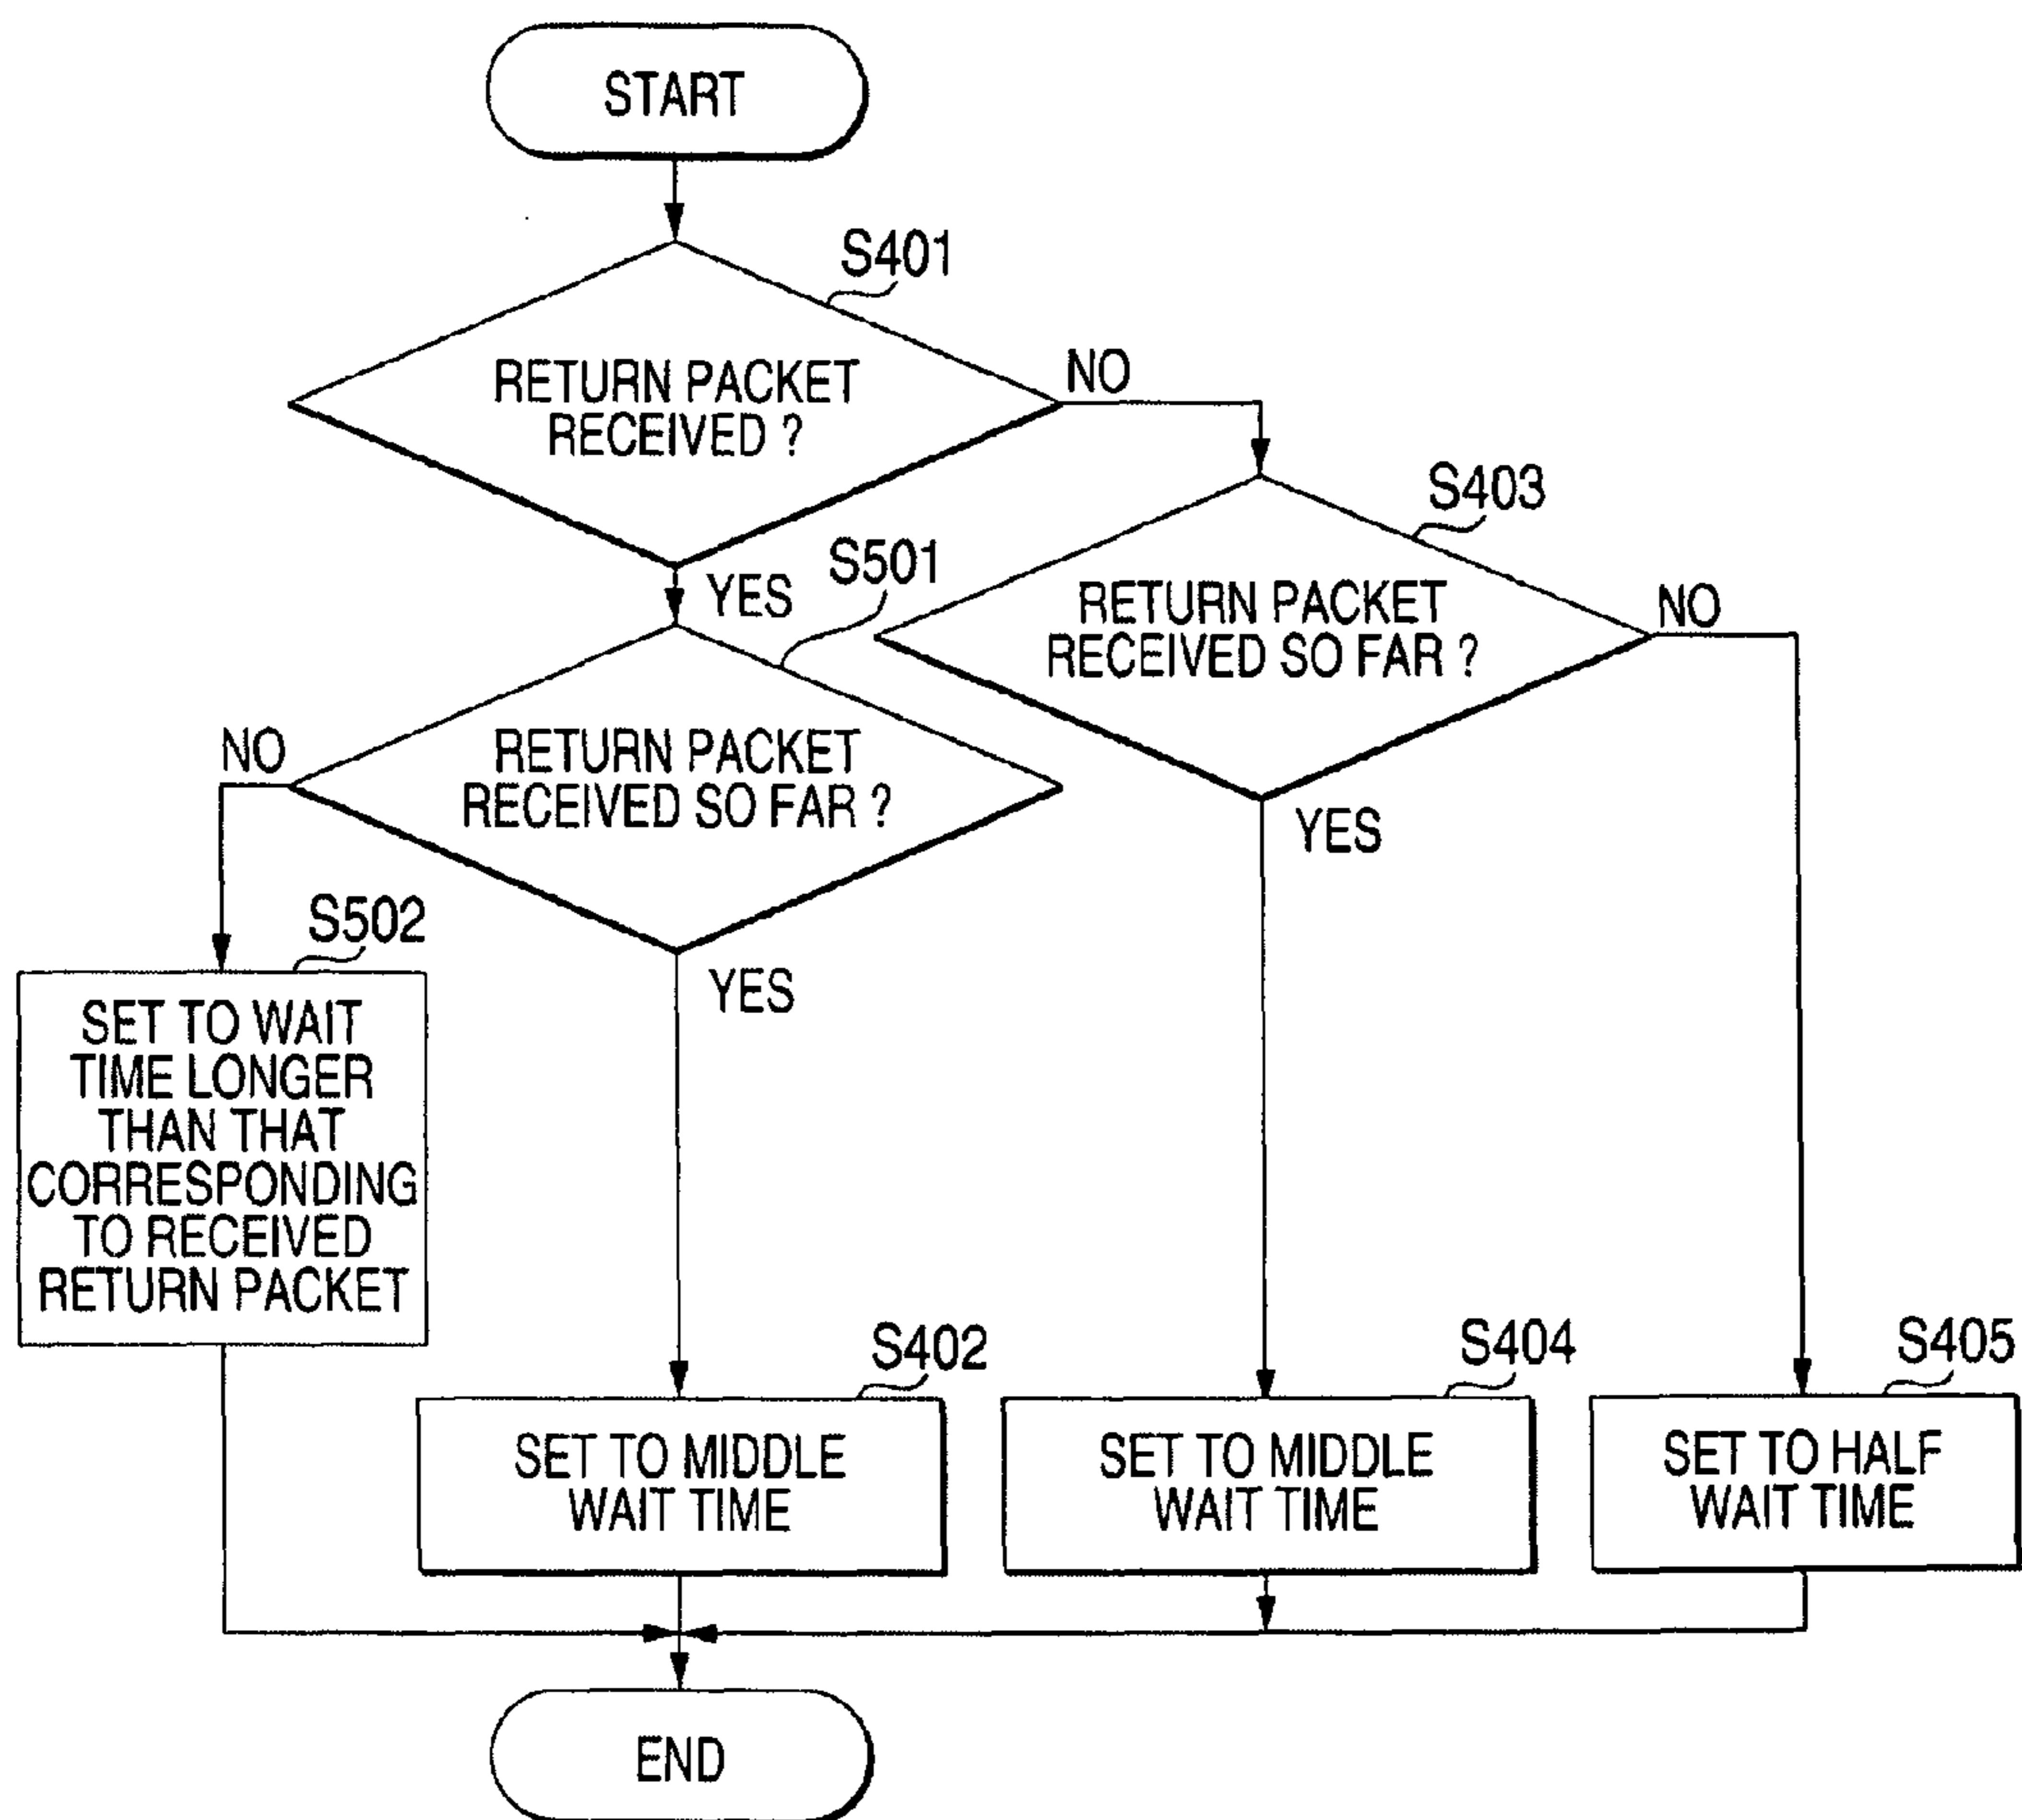 START
S401
RETURN PACKET
RECEIVED ?
NO
YES
S403
RETURN PACKET
RECEIVED SO FAR ?
NO
YES
S501
RETURN PACKET
RECEIVED SO FAR ?
NO
YES
S502
SET TO WAIT
TIME LONGER
THAN THAT
CORRESPONDING
TO RECEIVED
RETURN PACKET
S402
SET TO MIDDLE
WAIT TIME
S404
SET TO MIDDLE
WAIT TIME
S405
SET TO HALF
WAIT TIME
END